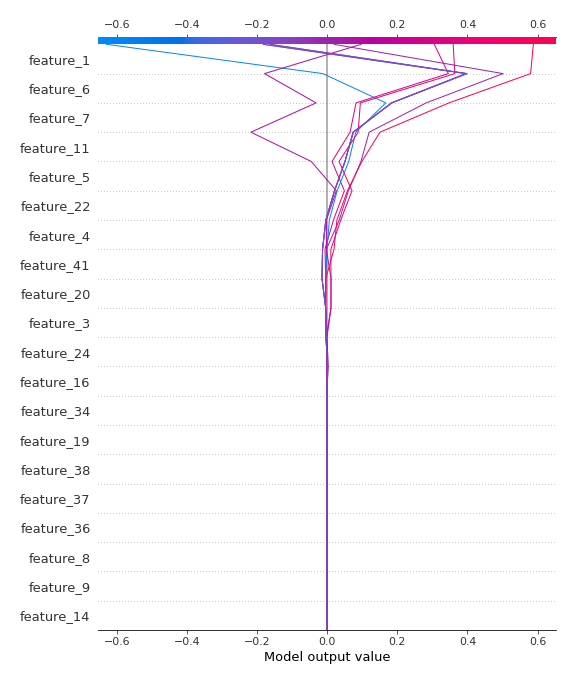 −0.6 −0.4 −0.2 0.0 0.2 0.4 0.6
feature_1
feature_6
feature_7
feature_11
feature_5
feature_22
feature_4
feature_41
feature_20
feature_3
feature_24
feature_16
feature_34
feature_19
feature_38
feature_37
feature_36
feature_8
feature_9
feature_14
−0.6 −0.4 −0.2 0.0 0.2 0.4 0.6
Model output value